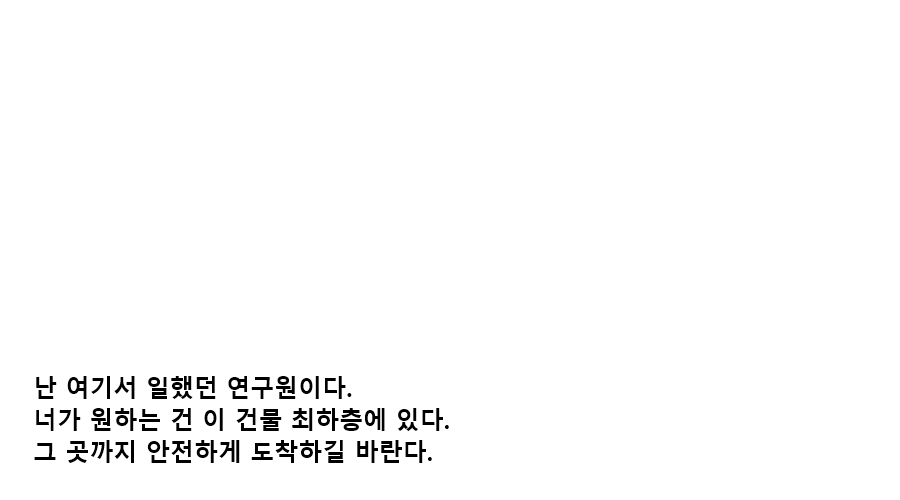 난 여기서 일했던 연구원이다.
너가 원하는 건 이 건물 최하층에 있다.
그 곳까지 안전하게 도착하길 바란다.